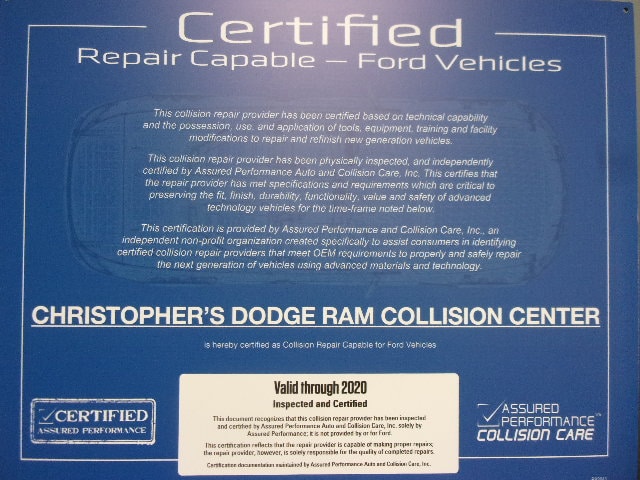 Certified
Repair Capable — Ford Vehicles
This collision repair provider has been certified based on technical capability
and the possession, use, and application of tools, equipment, training and facility
modifications to repair and refinish new generation vehicles.
This collision repair provider has been physically inspected, and independently
certified by Assured Performance Auto and Collision Care, Inc. This certifies that
the repair provider has met specifications and requirements which are critical to
preserving the fit, finish, durability, functionality, value and safety of advanced
technology vehicles for the time-frame noted below.
This certification is provided by Assured Performance and Collision Care, Inc., an
independent non-profit organization created specifically to assist consumers in identifying
certified collision repair providers that meet OEM requirements to properly and safely repair
the next generation of vehicles using advanced materials and technology.
CHRISTOPHER'S DODGE RAM COLLISION CENTER
is hereby certified as Collision Repair Capable for Ford Vehicles
Valid through 2020
Inspected and Certified
This document recognizes that this collision repair provider has been inspected
and certified by Assured Performance Auto and Collision Care, Inc. solely by
Assured Performance; it is not provided by or for Ford.
This certification reflects that the repair provider is capable of making proper repairs;
the repair provider, however, is solely responsible for the quality of completed repairs.
Certification documentation maintained by Assured Performance Auto and Collision Care, Inc.
CERTIFIED
ASSURED PERFORMANCE
ASSURED
PERFORMANCE
COLLISION CARE